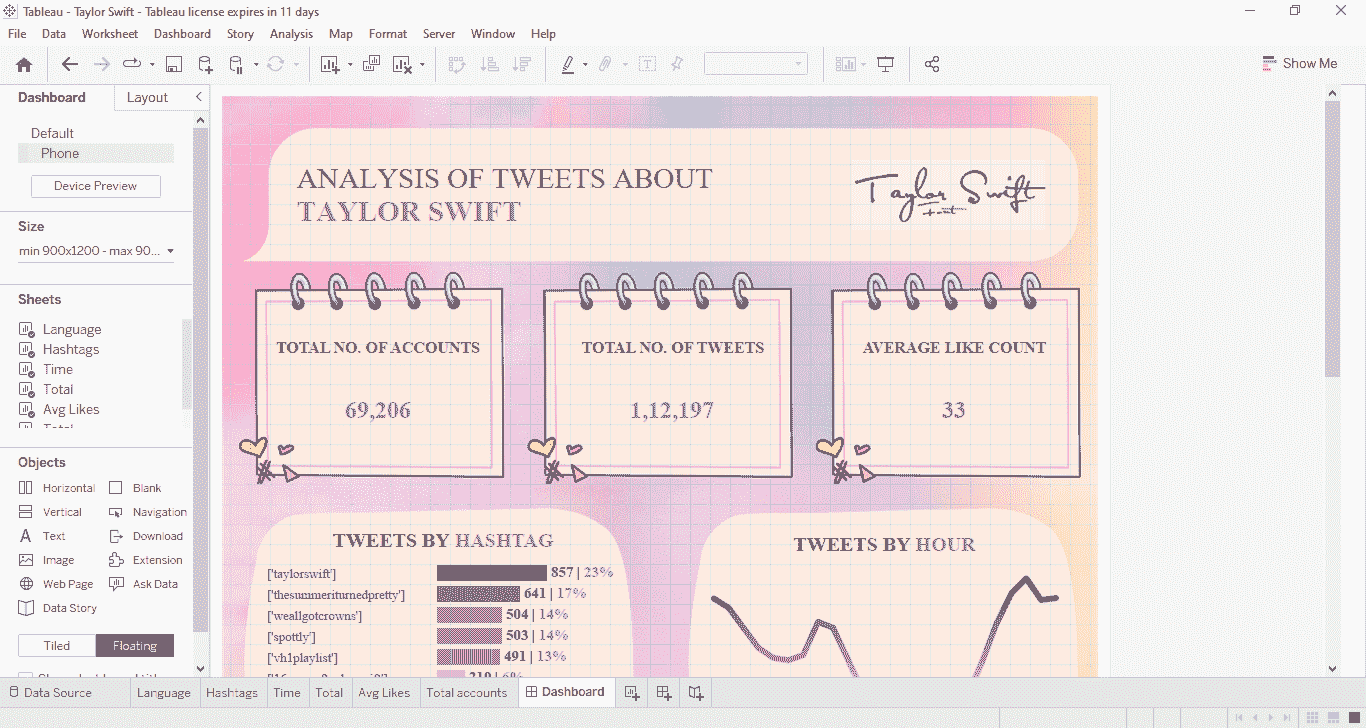 Tableau - Taylor Swift - Tableau license expires in 11 days
File Data Worksheet Dashboard Story Analysis Map Format Server Window Help
Show Me
Dashboard Layout
Default
Phone
Device Preview
Size
min 900x1200 - max 90...
Sheets
Language
Hashtags
Time
Total
Avg Likes
Objects
Horizontal Blank
Vertical Navigation
Text Download
Image Extension
Web Page Ask Data
Data Story
Tiled Floating
ANALYSIS OF TWEETS ABOUT
TAYLOR SWIFT
Taylor Swift
TOTAL NO. OF ACCOUNTS
69,206
TOTAL NO. OF TWEETS
1,12,197
AVERAGE LIKE COUNT
33
TWEETS BY HASHTAG
['taylorswift'] 857 | 23%
['thesummeriturnedpretty'] 641 | 17%
['weallgotcrowns'] 504 | 14%
['spottly'] 503 | 14%
['vh1playlist'] 491 | 13%
TWEETS BY HOUR
Data Source Language Hashtags Time Total Avg Likes Total accounts Dashboard